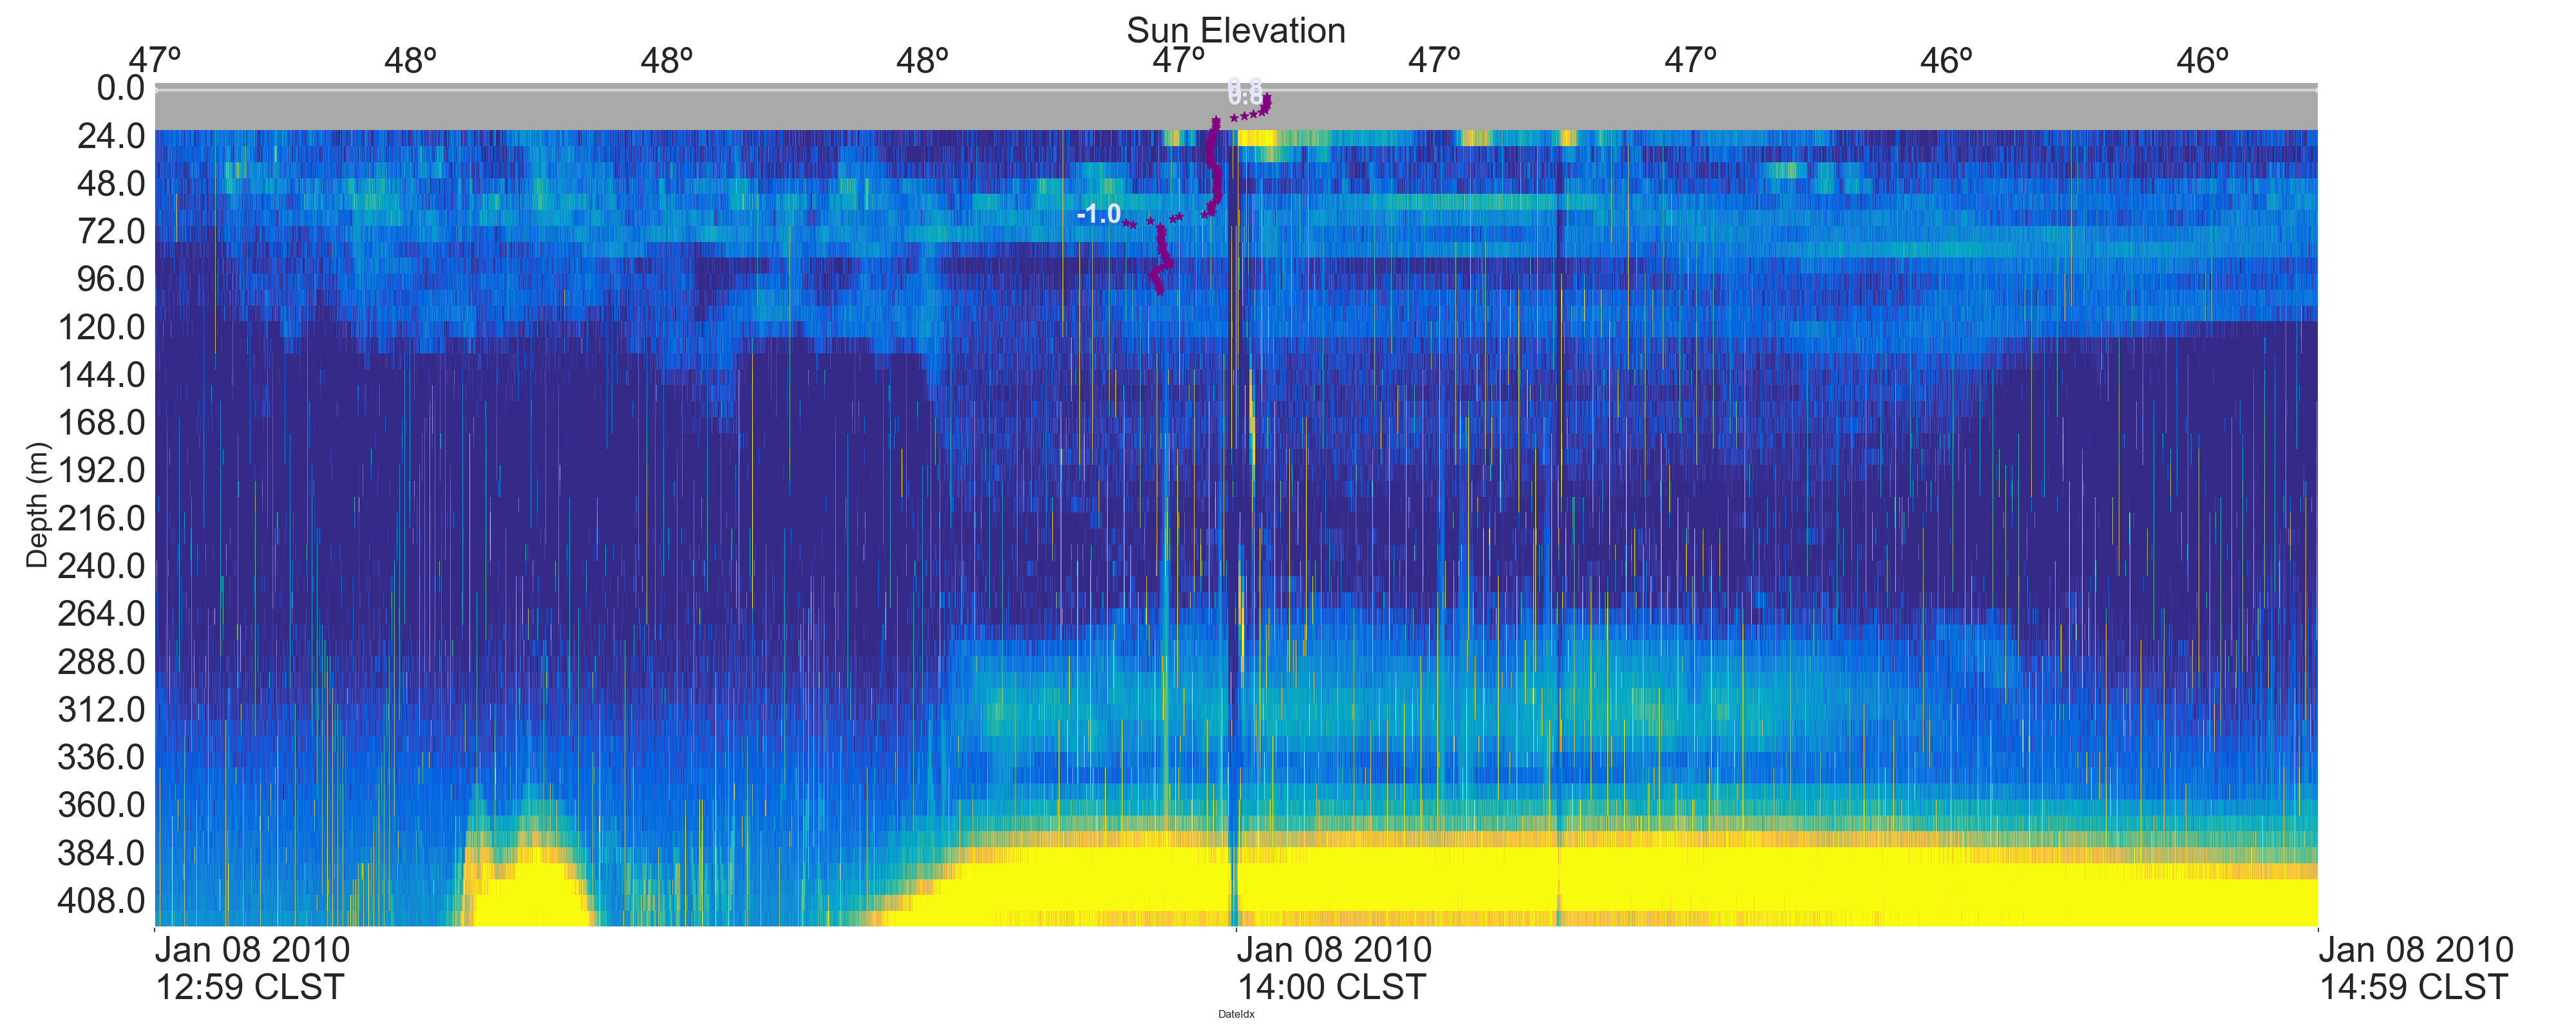 Sun Elevation
47º 48º 48º 48º 47º 47º 47º 46º 46º
0.0
24.0
48.0
72.0
96.0
120.0
144.0
168.0
192.0
216.0
240.0
264.0
288.0
312.0
336.0
360.0
384.0
408.0
Depth (m)
0.8
-1.0
Jan 08 2010
12:59 CLST
Jan 08 2010
14:00 CLST
Jan 08 2010
14:59 CLST
DateIdx